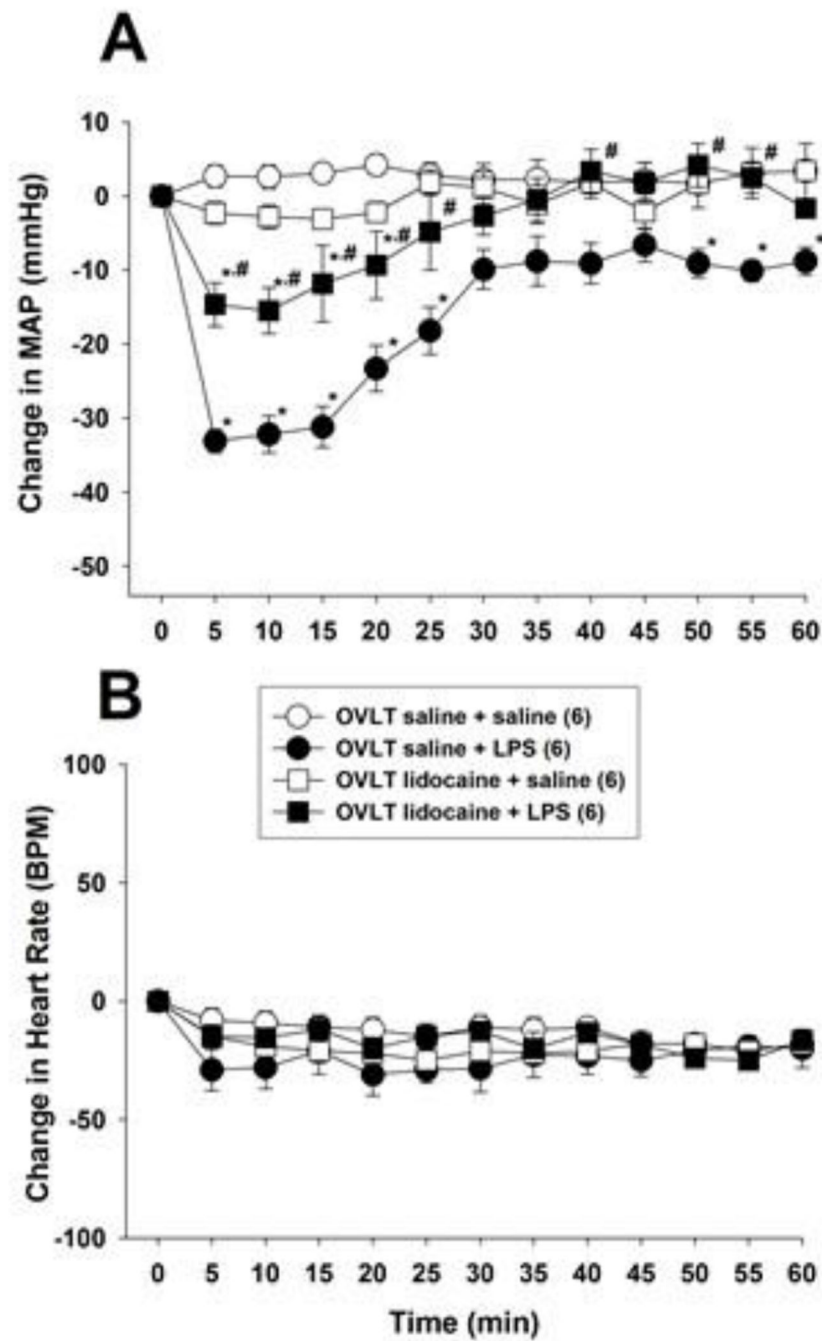 A
Change in MAP (mmHg)
10
0
-10
-20
-30
-40
-50
*,#
*,#
*,#
*,#
#
#
#
#
*
*
*
*
*
*
*
*
0 5 10 15 20 25 30 35 40 45 50 55 60
B
OVLT saline + saline (6)
OVLT saline + LPS (6)
OVLT lidocaine + saline (6)
OVLT lidocaine + LPS (6)
Change in Heart Rate (BPM)
100
50
0
-50
-100
0 5 10 15 20 25 30 35 40 45 50 55 60
Time (min)